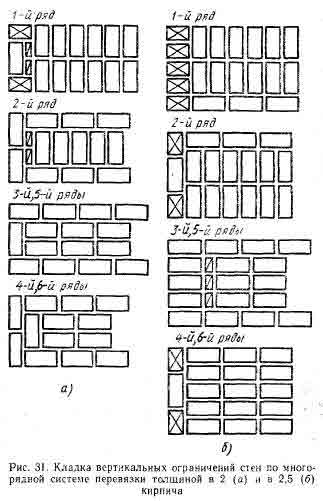 1-й ряд
2-й ряд
3-й,5-й ряды
4-й,6-й ряды
а)
1-й ряд
2-й ряд
3-й,5-й ряды
4-й,6-й ряды
б)
Рис. 31. Кладка вертикальных ограничений стен по много-
рядной системе перевязки толщиной в 2 (а) и в 2,5 (б)
кирпича